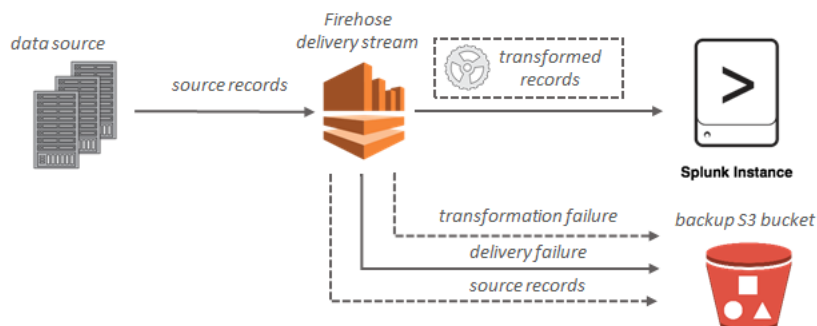 data source
source records
Firehose
delivery stream
transformed
records
>
Splunk Instance
transformation failure
delivery failure
source records
backup S3 bucket